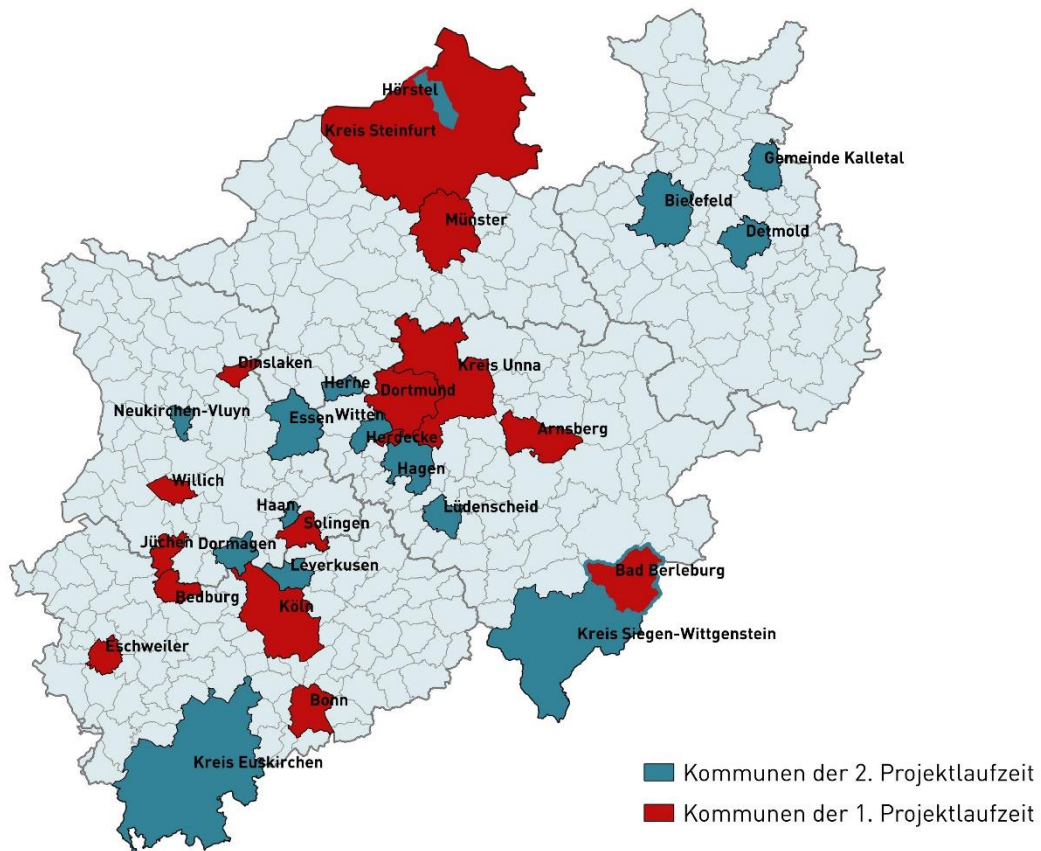 Hörstel
Kreis Steinfurt
Gemeinde Kalletal
Bielefeld
Münster
Detmold
Dinslaken
Kreis Unna
Herne
Dortmund
Neukirchen-Vluyn
Essen
Witten
Arnsberg
Herdecke
Hagen
Willich
Haan
Lüdenscheid
Solingen
Jüchen
Dormagen
Leverkusen
Bad Berleburg
Bedburg
Köln
Kreis Siegen-Wittgenstein
Eschweiler
Bonn
Kreis Euskirchen
Kommunen der 2. Projektlaufzeit
Kommunen der 1. Projektlaufzeit